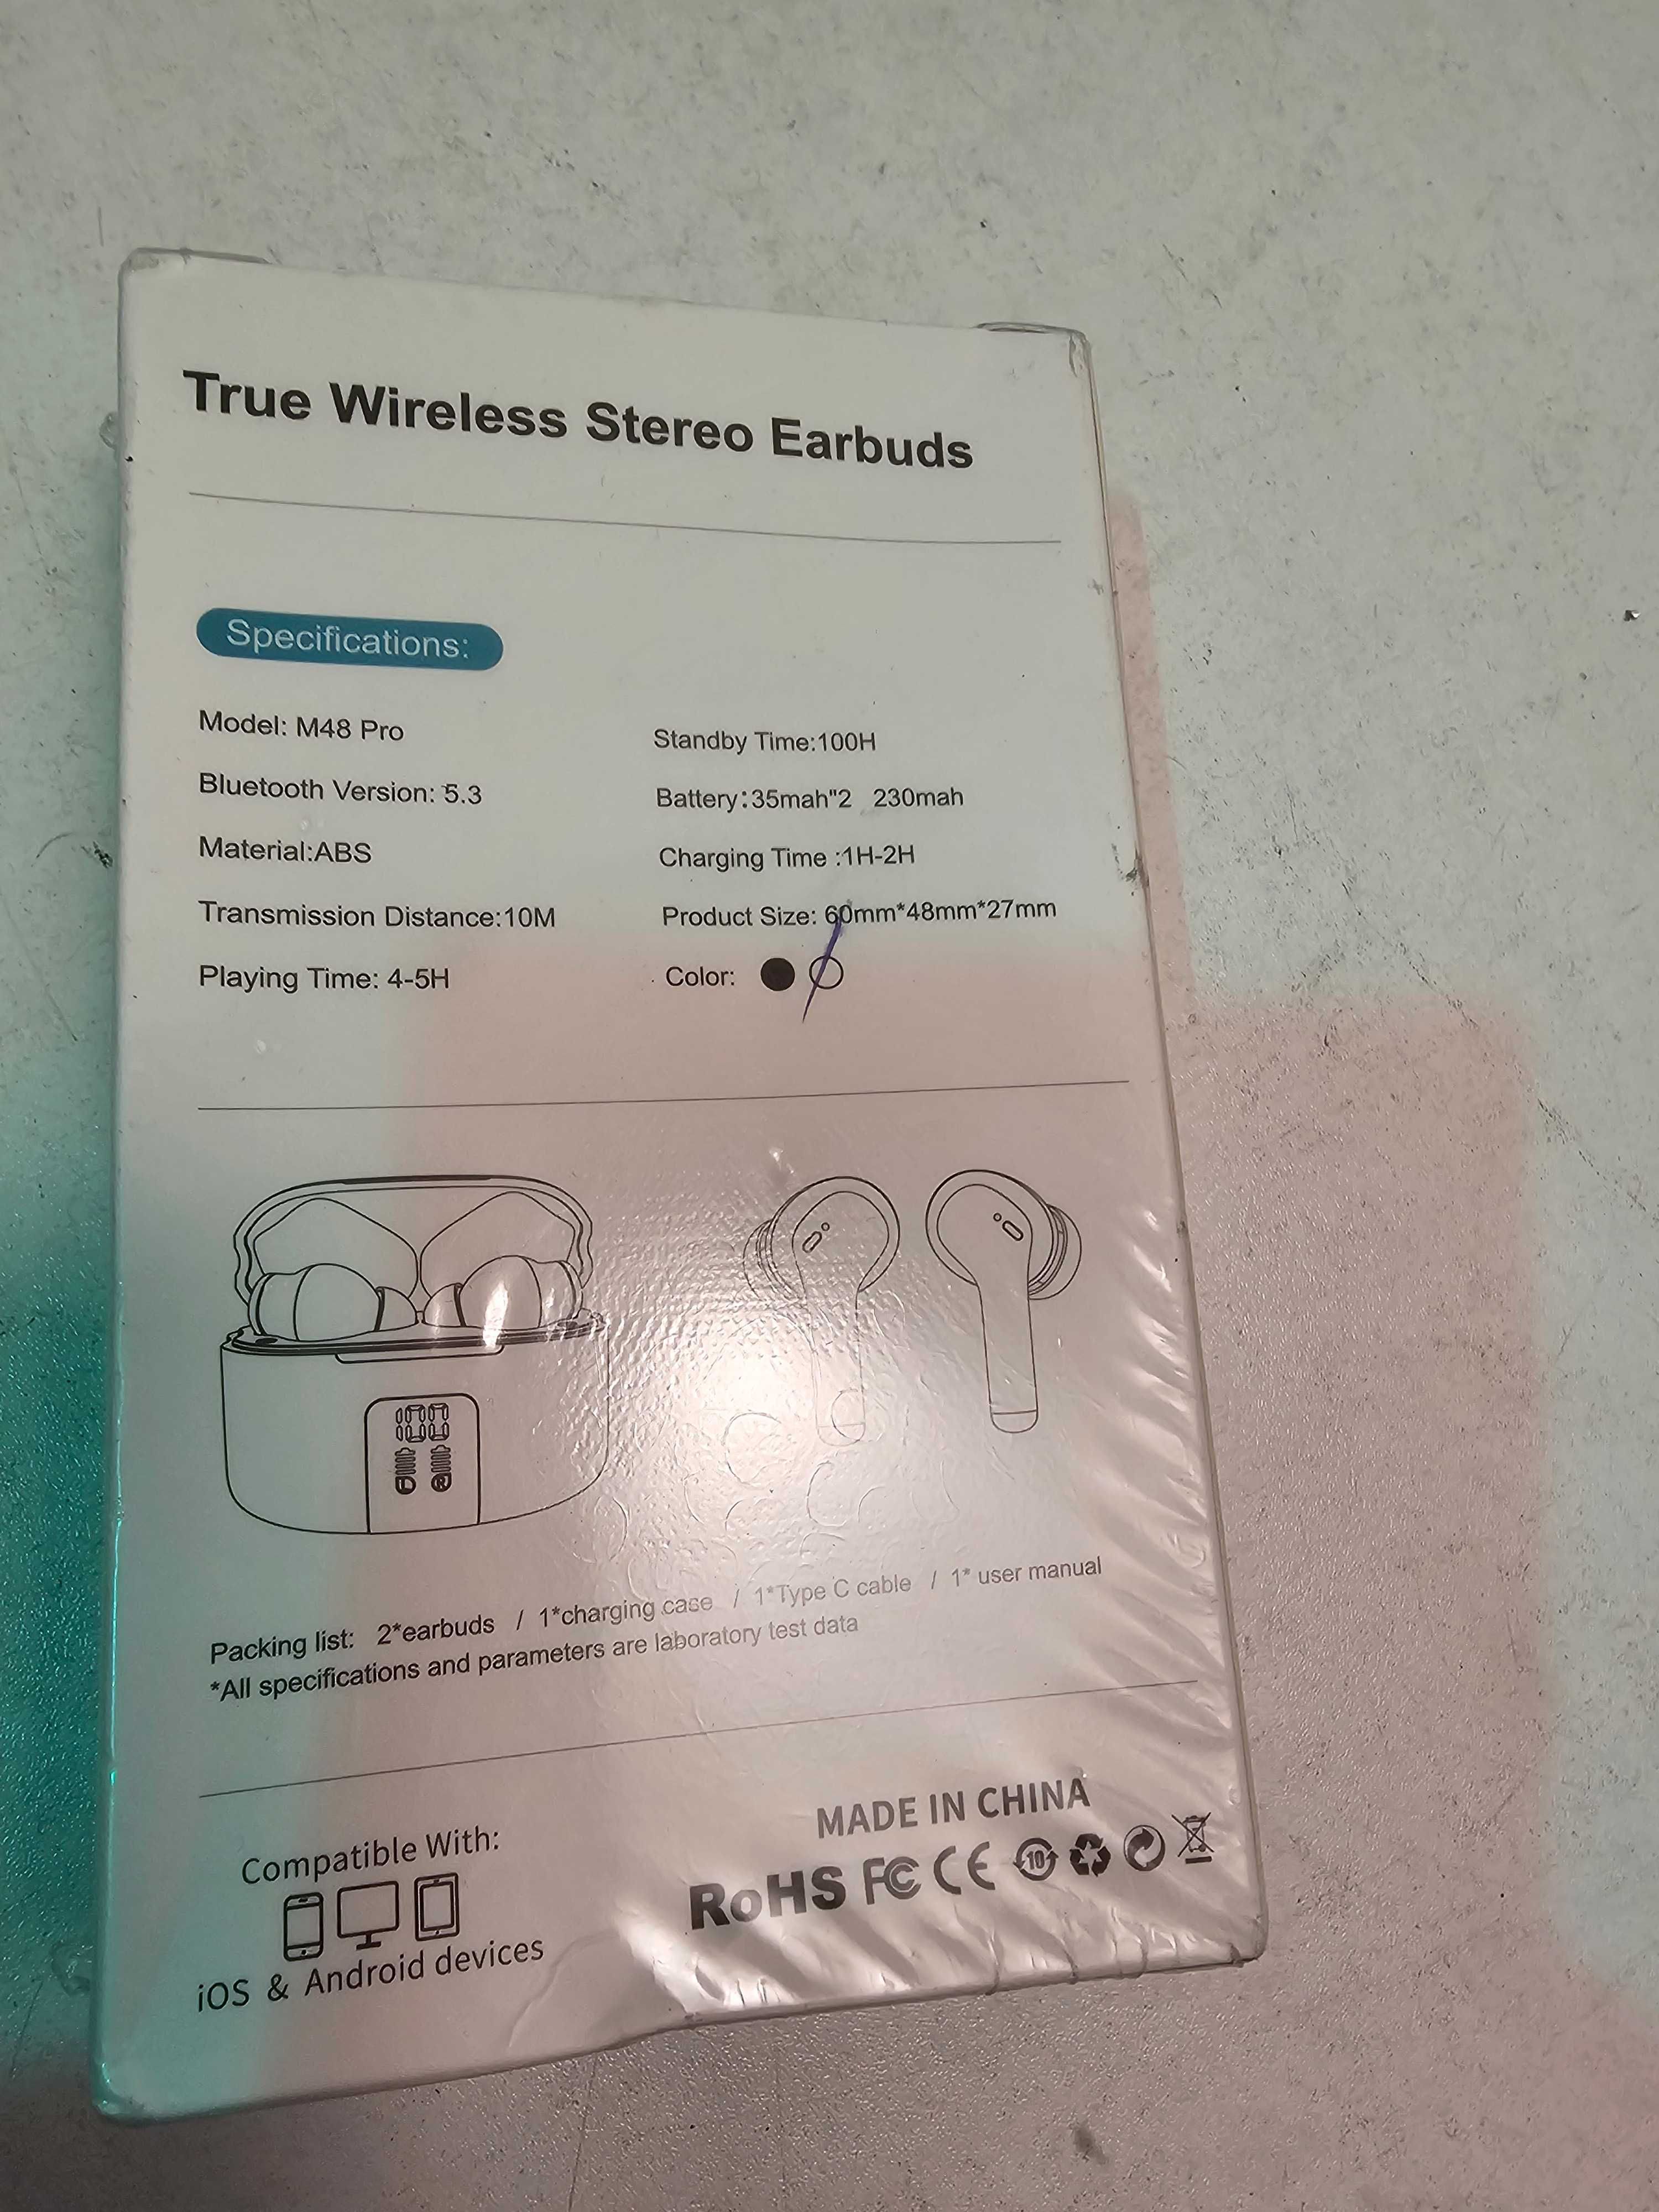 True Wireless Stereo Earbuds
Specifications:
Model: M48 Pro
Bluetooth Version: 5.3
Material:ABS
Transmission Distance:10M
Playing Time: 4-5H
Standby Time:100H
Battery:35mah"2 230mah
Charging Time :1H-2H
Product Size: 60mm*48mm*27mm
Color:
100
Packing list: 2*earbuds / 1*charging case / 1*Type C cable / 1* user manual
*All specifications and parameters are laboratory test data
Compatible With:
iOS & Android devices
MADE IN CHINA
RoHS FC CE 10